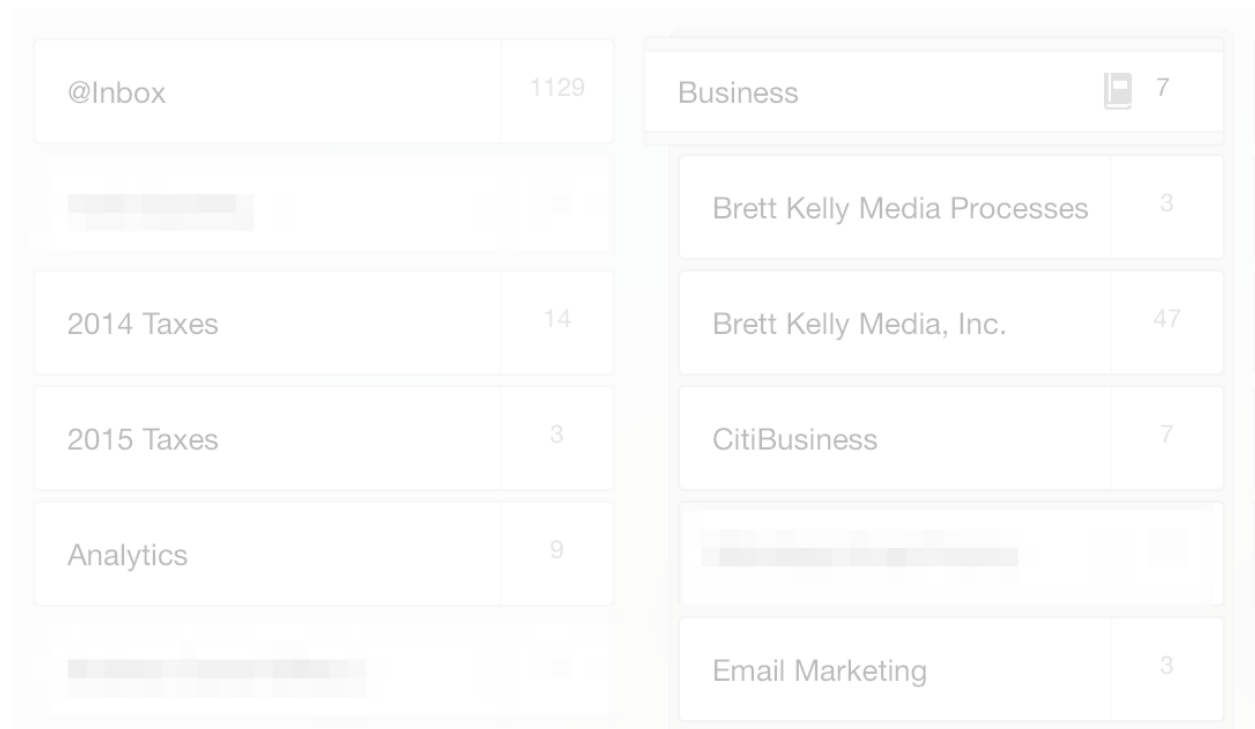 @Inbox 1129
2014 Taxes 14
2015 Taxes 3
Analytics 9
Business 7
Brett Kelly Media Processes 3
Brett Kelly Media, Inc. 47
CitiBusiness 7
Email Marketing 3